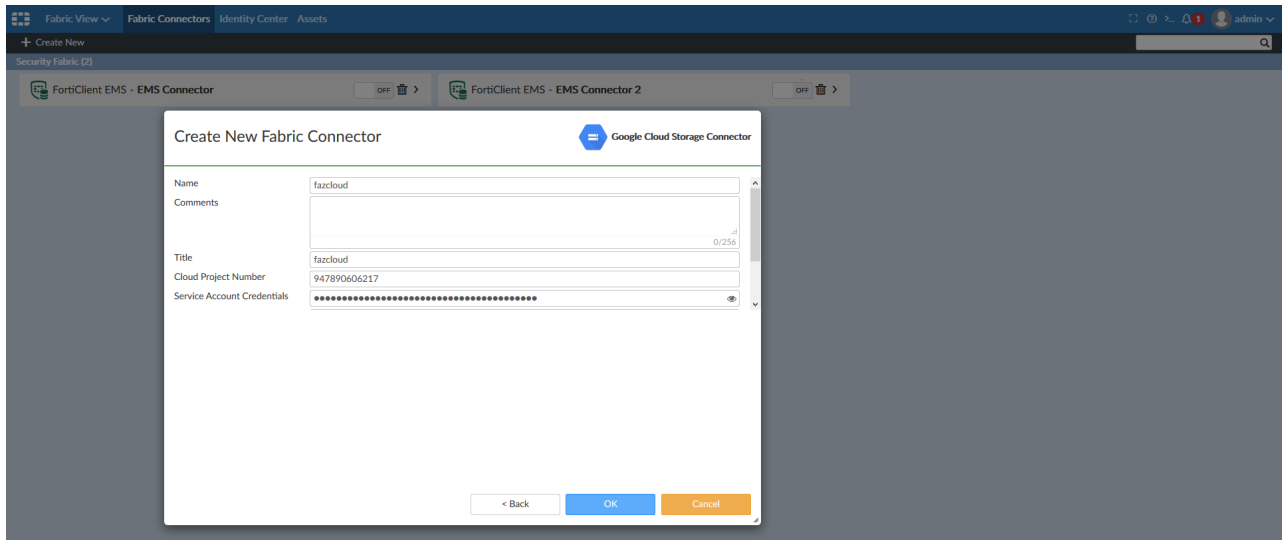 Fabric View Fabric Connectors Identity Center Assets 1 admin
+ Create New
Security Fabric (2)
FortiClient EMS - EMS Connector OFF FortiClient EMS - EMS Connector 2 OFF
Create New Fabric Connector Google Cloud Storage Connector
Name fazcloud
Comments
0/256
Title fazcloud
Cloud Project Number 947890606217
Service Account Credentials ••••••••••••••••••••••••••••••••••••••••
< Back OK Cancel